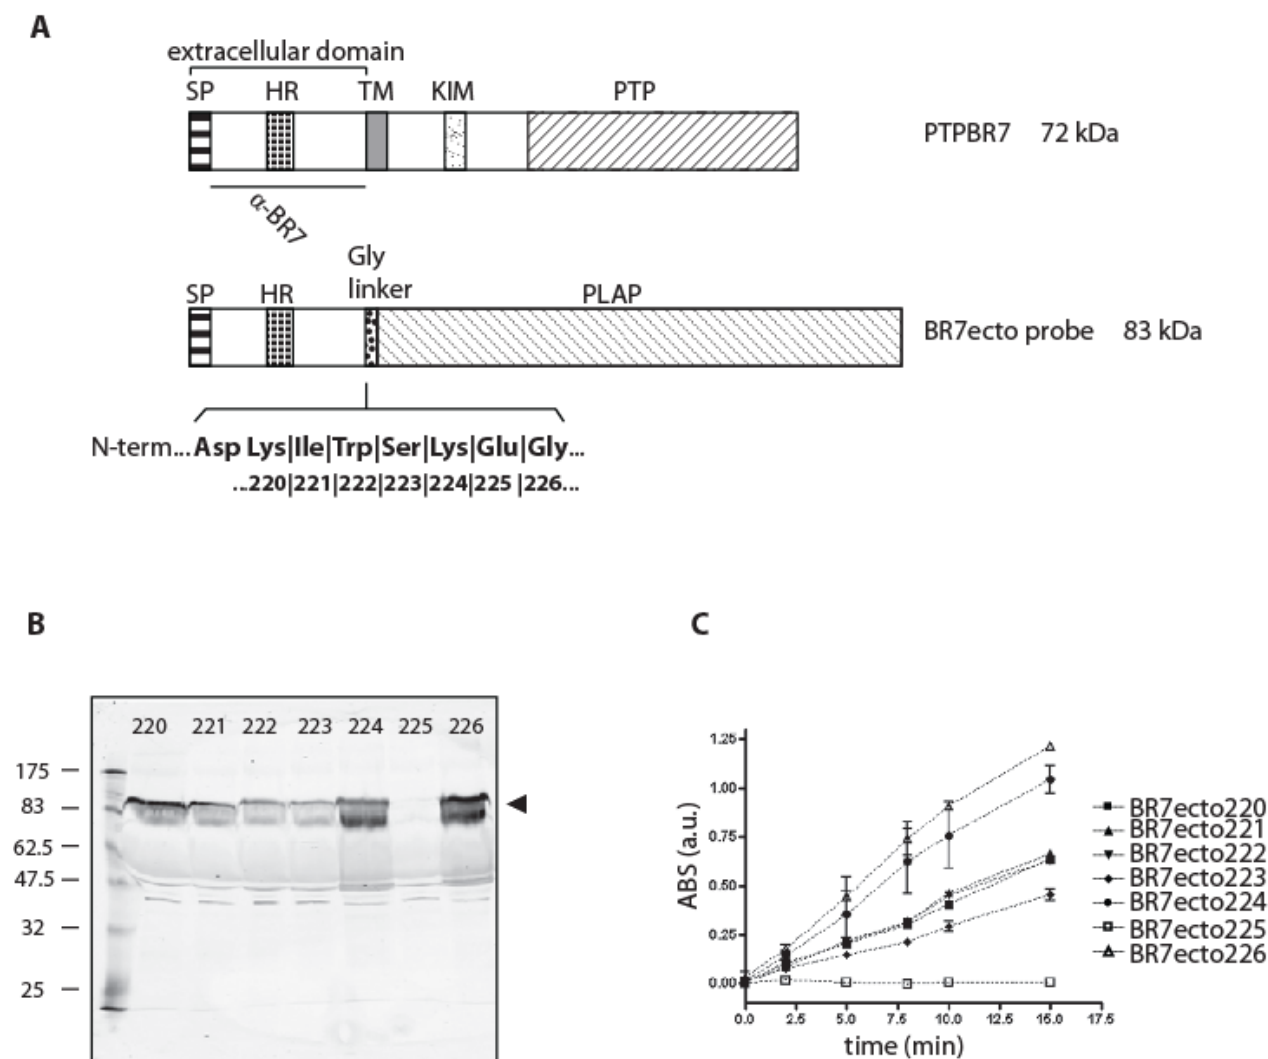 A
extracellular domain
SP HR TM KIM PTP
PTPBR7 72 kDa
α-BR7
Gly
linker
SP HR PLAP
BR7ecto probe 83 kDa
N-term...Asp Lys|Ile|Trp|Ser|Lys|Glu|Gly...
...220|221|222|223|224|225 |226...
B
220 221 222 223 224 225 226
175
83
62.5
47.5
32
25
C
ABS (a.u.)
1.25
1.00
0.75
0.50
0.25
0.00
0.0 2.5 5.0 7.5 10.0 12.5 15.0 17.5
time (min)
BR7ecto220
BR7ecto221
BR7ecto222
BR7ecto223
BR7ecto224
BR7ecto225
BR7ecto226